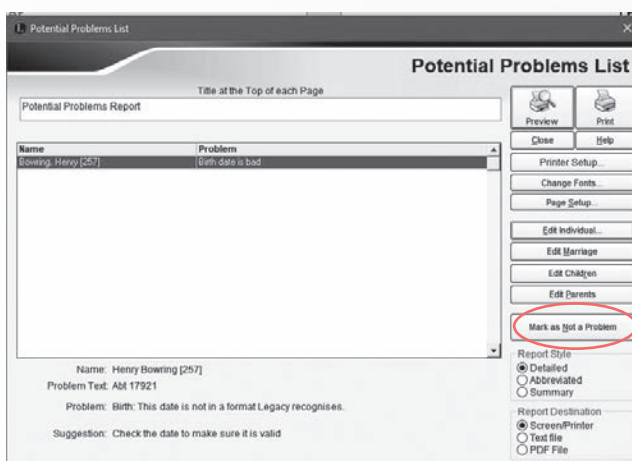 Potential Problems List
Potential Problems List
Title at the Top of each Page
Potential Problems Report
Preview
Print
Close
Help
Name
Problem
Bowring, Henry [257]
Birth date is bad
Printer Setup...
Change Fonts...
Page Setup...
Edit Individual...
Edit Marriage
Edit Children
Edit Parents
Mark as Not a Problem
Report Style
Detailed
Abbreviated
Summary
Report Destination
Screen/Printer
Text file
PDF File
Name: Henry Bowring [257]
Problem Text: Abt 17921
Problem: Birth: This date is not in a format Legacy recognises.
Suggestion: Check the date to make sure it is valid